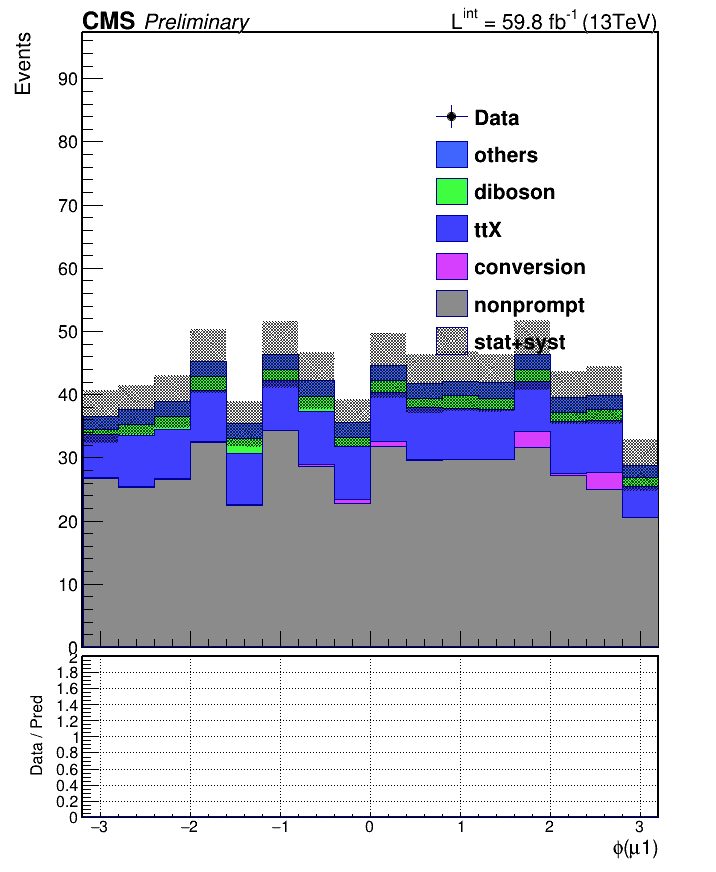 CMS Preliminary
L^int = 59.8 fb^-1 (13TeV)
Events
90
80
70
60
50
40
30
20
10
0
Data
others
diboson
ttX
conversion
nonprompt
stat+syst
Data / Pred
2
1.8
1.6
1.4
1.2
1
0.8
0.6
0.4
0.2
0
−3 −2 −1 0 1 2 3
ϕ(μ1)